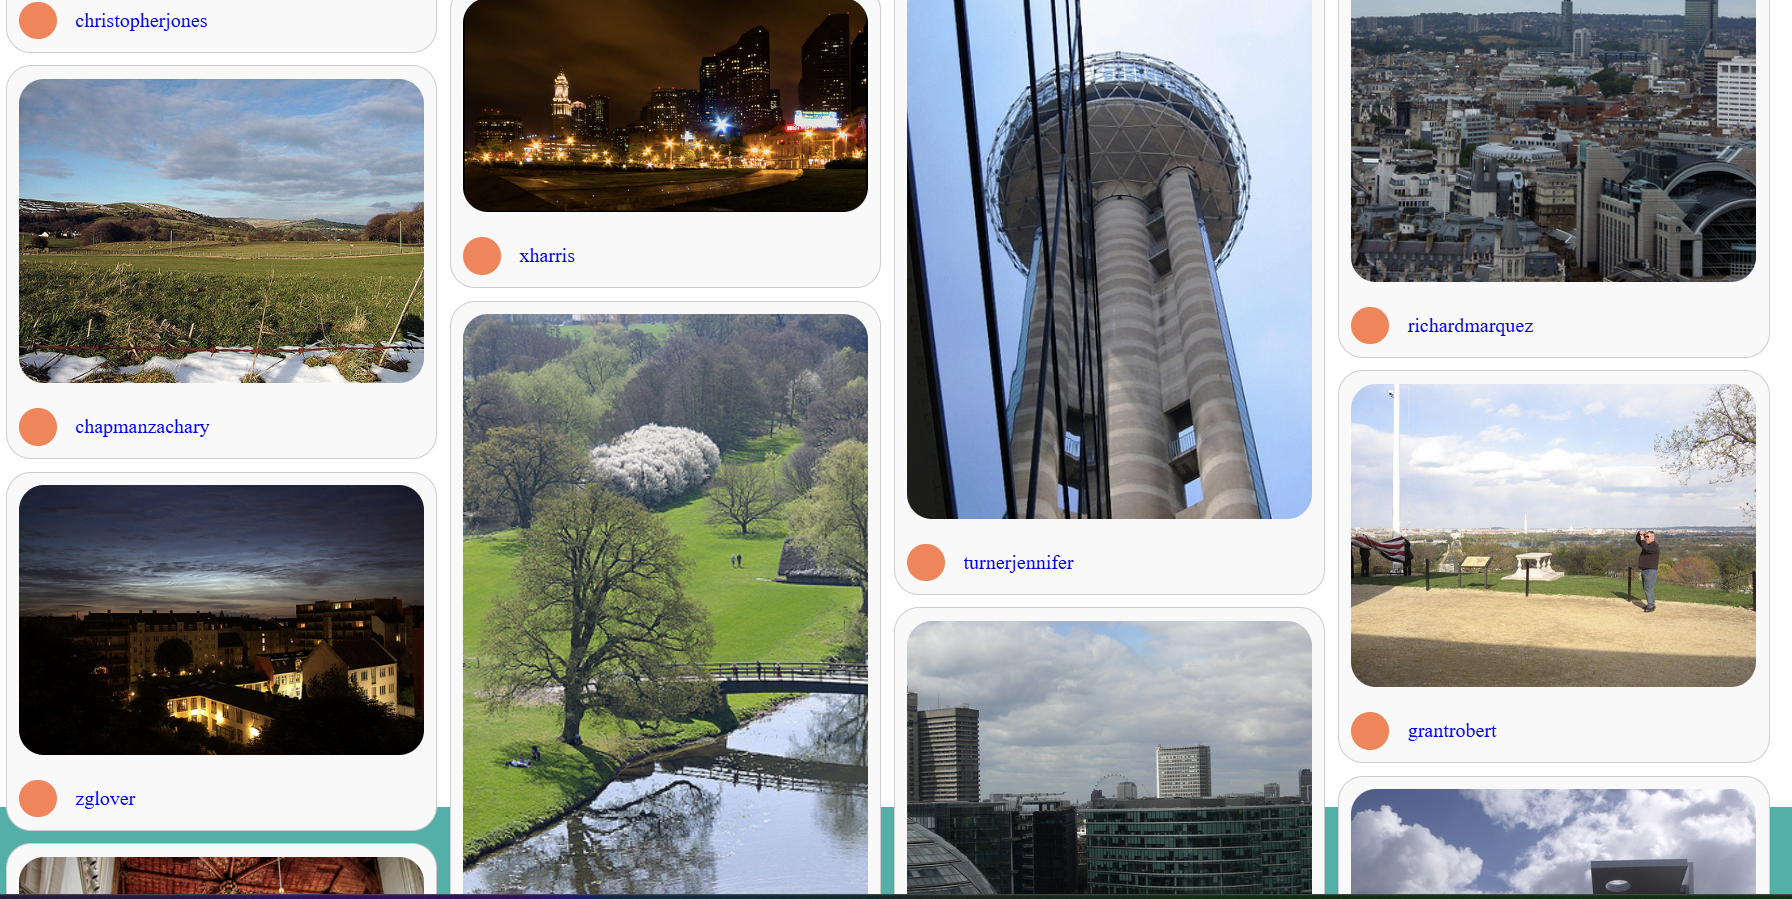 christopherjones
chapmanzachary
zglover
xharris
turnerjennifer
richardmarquez
grantrobert